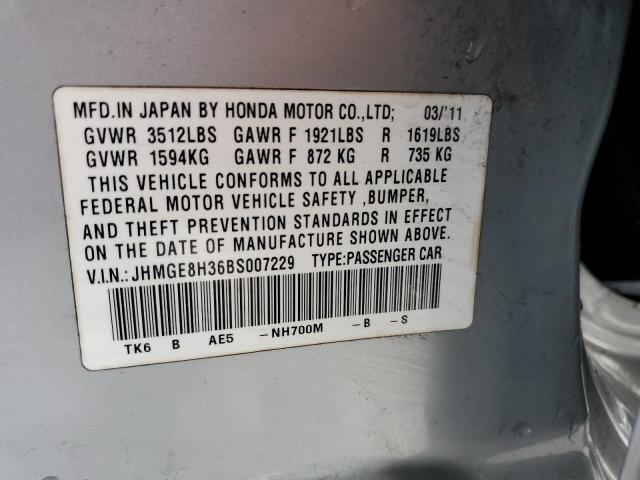 MFD.IN JAPAN BY HONDA MOTOR CO.,LTD; 03/'11
GVWR 3512LBS GAWR F 1921LBS R 1619LBS
GVWR 1594KG GAWR F 872 KG R 735 KG
THIS VEHICLE CONFORMS TO ALL APPLICABLE
FEDERAL MOTOR VEHICLE SAFETY ,BUMPER,
AND THEFT PREVENTION STANDARDS IN EFFECT
ON THE DATE OF MANUFACTURE SHOWN ABOVE.
V.I.N.: JHMGE8H36BS007229 TYPE:PASSENGER CAR
TK6 B AE5 -NH700M -B -S